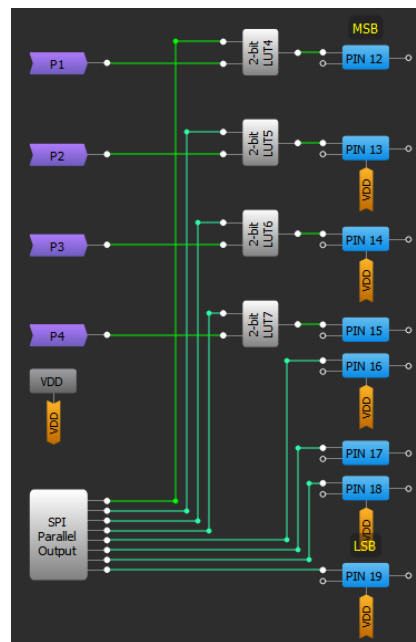 MSB
P1
2-bit
LUT4
PIN 12
P2
2-bit
LUT5
PIN 13
VDD
P3
2-bit
LUT6
PIN 14
VDD
P4
2-bit
LUT7
PIN 15
PIN 16
VDD
VDD
VDD
PIN 17
PIN 18
SPI
Parallel
Output
VDD
LSB
PIN 19
VDD